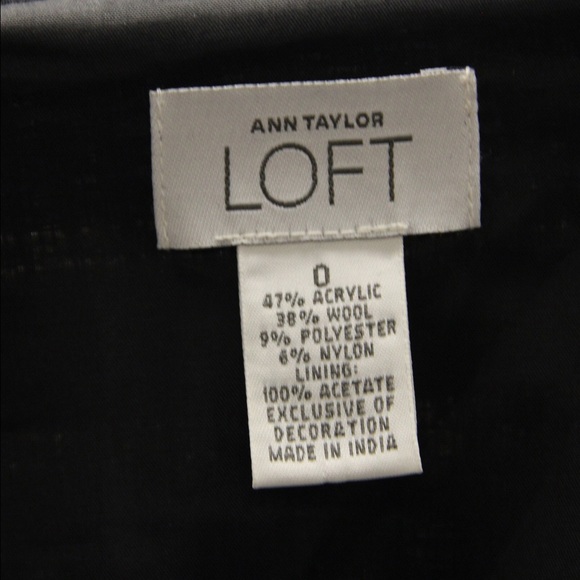 ANN TAYLOR
LOFT
0
47% ACRYLIC
38% WOOL
9% POLYESTER
6% NYLON
LINING:
100% ACETATE
EXCLUSIVE OF
DECORATION
MADE IN INDIA